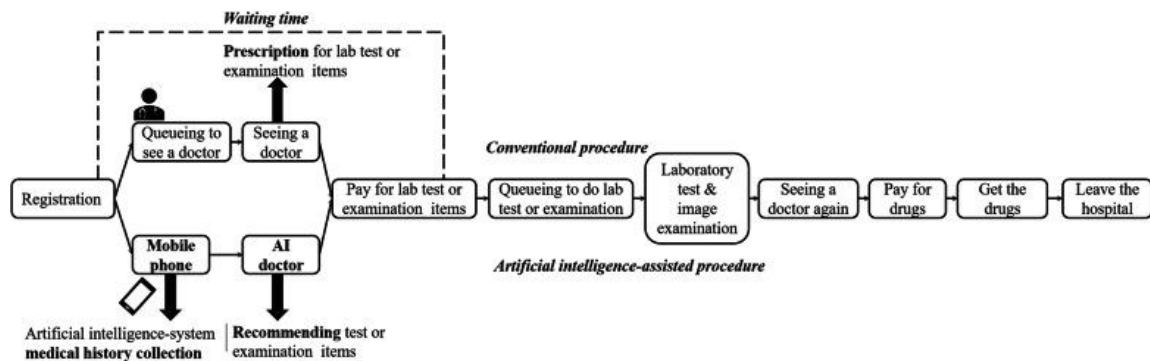 Waiting time
Prescription for lab test or
examination items
Queueing to
see a doctor
Seeing a
doctor
Conventional procedure
Registration
Pay for lab test or
examination items
Queueing to do lab
test or examination
Laboratory
test &
image
examination
Seeing a
doctor again
Pay for
drugs
Get the
drugs
Leave the
hospital
Mobile
phone
AI
doctor
Artificial intelligence-assisted procedure
Artificial intelligence-system
medical history collection
Recommending test or
examination items